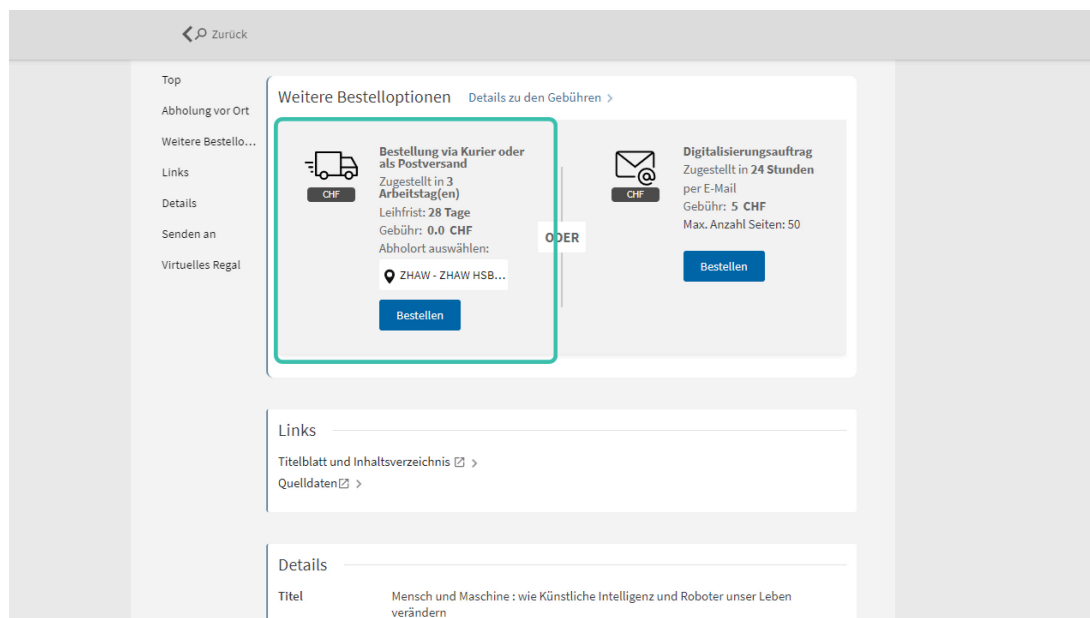 Zurück
Top
Abholung vor Ort
Weitere Bestello...
Links
Details
Senden an
Virtuelles Regal
Weitere Bestelloptionen Details zu den Gebühren >
CHF
Bestellung via Kurier oder
als Postversand
Zugestellt in 3
Arbeitstag(en)
Leihfrist: 28 Tage
Gebühr: 0.0 CHF
Abholort auswählen:
ZHAW - ZHAW HSB...
Bestellen
ODER
CHF
Digitalisierungsauftrag
Zugestellt in 24 Stunden
per E-Mail
Gebühr: 5 CHF
Max. Anzahl Seiten: 50
Bestellen
Links
Titelblatt und Inhaltsverzeichnis >
Quelldaten >
Details
Titel Mensch und Maschine : wie Künstliche Intelligenz und Roboter unser Leben
verändern